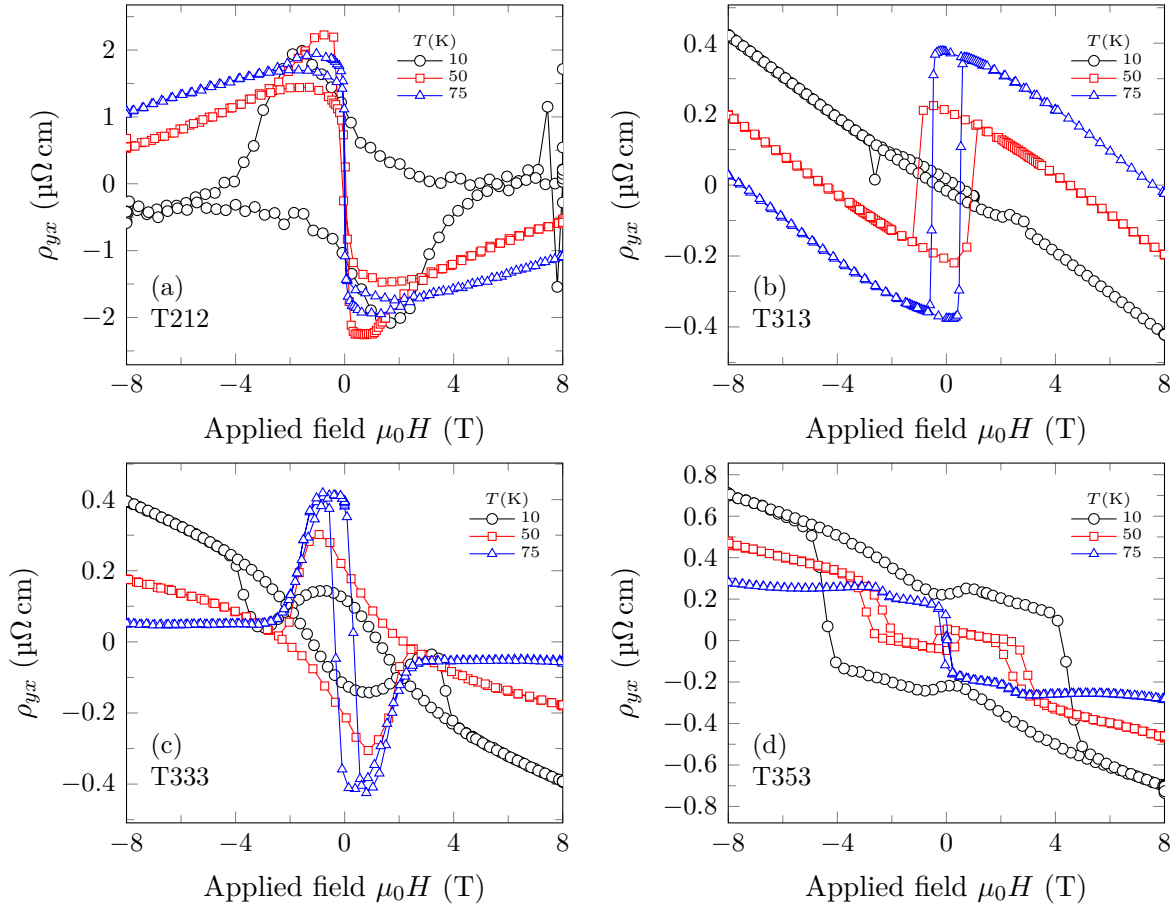 2
1
0
−1
−2
ρyx (μΩ cm)
T(K)
10
50
75
(a)
T212
−8 −4 0 4 8
Applied field μ0H (T)
0.4
0.2
0
−0.2
−0.4
ρyx (μΩ cm)
T(K)
10
50
75
(b)
T313
−8 −4 0 4 8
Applied field μ0H (T)
0.4
0.2
0
−0.2
−0.4
ρyx (μΩ cm)
T(K)
10
50
75
(c)
T333
−8 −4 0 4 8
Applied field μ0H (T)
0.8
0.6
0.4
0.2
0
−0.2
−0.4
−0.6
−0.8
ρyx (μΩ cm)
T(K)
10
50
75
(d)
T353
−8 −4 0 4 8
Applied field μ0H (T)